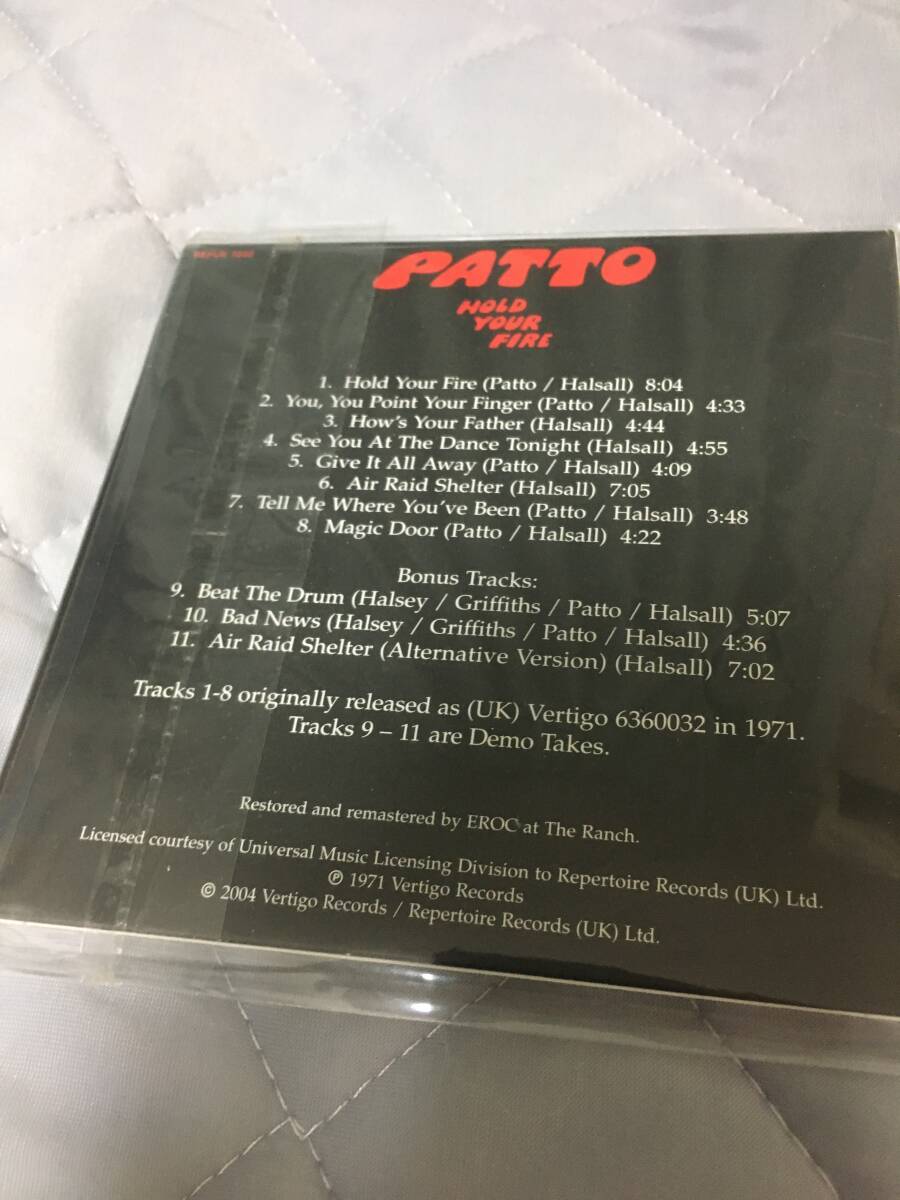 PATTO
HOLD
YOUR
FIRE
1. Hold Your Fire (Patto / Halsall) 8:04
2. You, You Point Your Finger (Patto / Halsall) 4:33
3. How's Your Father (Halsall) 4:44
4. See You At The Dance Tonight (Halsall) 4:55
5. Give It All Away (Patto / Halsall) 4:09
6. Air Raid Shelter (Halsall) 7:05
7. Tell Me Where You've Been (Patto / Halsall) 3:48
8. Magic Door (Patto / Halsall) 4:22
Bonus Tracks:
9. Beat The Drum (Halsey / Griffiths / Patto / Halsall) 5:07
10. Bad News (Halsey / Griffiths / Patto / Halsall) 4:36
11. Air Raid Shelter (Alternative Version) (Halsall) 7:02
Tracks 1-8 originally released as (UK) Vertigo 6360032 in 1971.
Tracks 9 – 11 are Demo Takes.
Restored and remastered by EROC at The Ranch.
Licensed courtesy of Universal Music Licensing Division to Repertoire Records (UK) Ltd.
℗ 1971 Vertigo Records
© 2004 Vertigo Records / Repertoire Records (UK) Ltd.